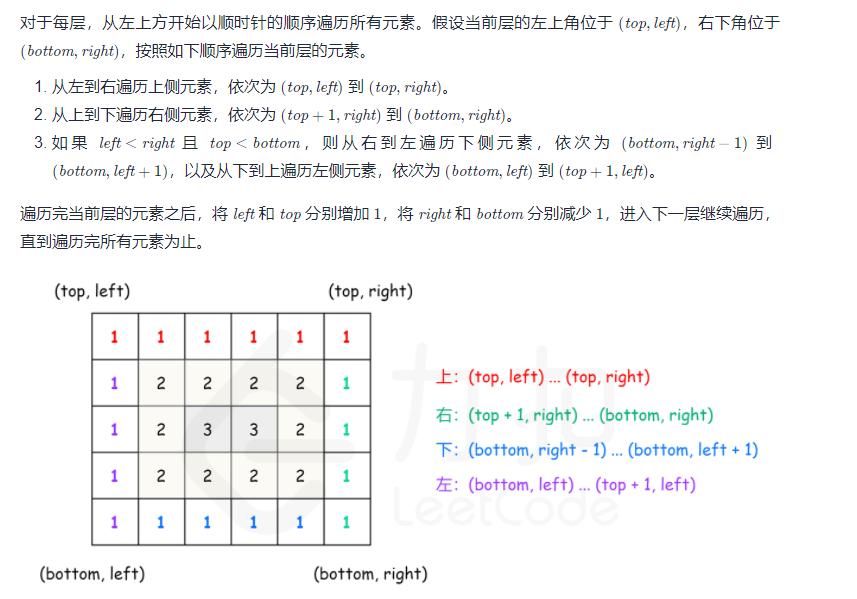 对于每层，从左上方开始以顺时针的顺序遍历所有元素。假设当前层的左上角位于 (top, left)，右下角位于
(bottom, right)，按照如下顺序遍历当前层的元素。
1. 从左到右遍历上侧元素，依次为 (top, left) 到 (top, right)。
2. 从上到下遍历右侧元素，依次为 (top + 1, right) 到 (bottom, right)。
3. 如果 left < right 且 top < bottom，则从右到左遍历下侧元素，依次为 (bottom, right − 1) 到
(bottom, left + 1)，以及从下到上遍历左侧元素，依次为 (bottom, left) 到 (top + 1, left)。
遍历完当前层的元素之后，将 left 和 top 分别增加 1，将 right 和 bottom 分别减少 1，进入下一层继续遍历，
直到遍历完所有元素为止。
(top, left) (top, right)
1 1 1 1 1 1
1 2 2 2 2 1
1 2 3 3 2 1
1 2 2 2 2 1
1 1 1 1 1 1
(bottom, left) (bottom, right)
上: (top, left) ... (top, right)
右: (top + 1, right) ... (bottom, right)
下: (bottom, right - 1) ... (bottom, left + 1)
左: (bottom, left) ... (top + 1, left)
力扣
LeetCode